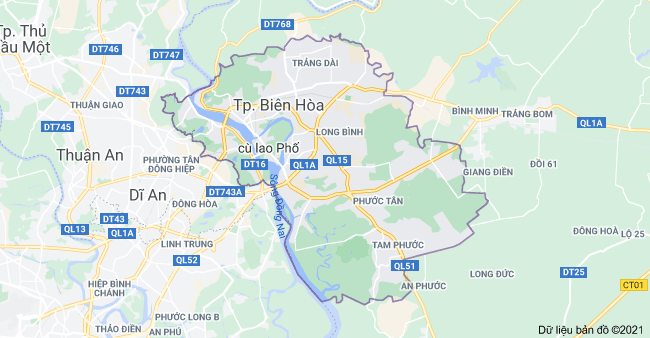 Tp. Thủ
Dầu Một
DT768
DT746
DT747
TRẢNG DÀI
DT743
THUẬN GIAO
Tp. Biên Hòa
BÌNH MINH
TRẢNG BOM
QL1A
DT745
LONG BÌNH
Thuận An
PHƯỜNG TÂN
ĐÔNG HIỆP
cù lao Phố
DT16
QL1A
QL15
GIANG ĐIỀN
ĐỒI 61
Dĩ An
DT743A
ĐÔNG HÒA
Sông Đồng Nai
PHƯỚC TÂN
DT43
QL13
QL1A
LINH TRUNG
QL52
TAM PHƯỚC
ĐÔNG HOÀ
LÔ 25
QL51
LONG ĐỨC
DT25
CT01
HIỆP BÌNH
CHÁNH
AN PHƯỚC
PHƯỚC LONG B
THẢO ĐIỀN
AN PHÚ
Dữ liệu bản đồ ©2021